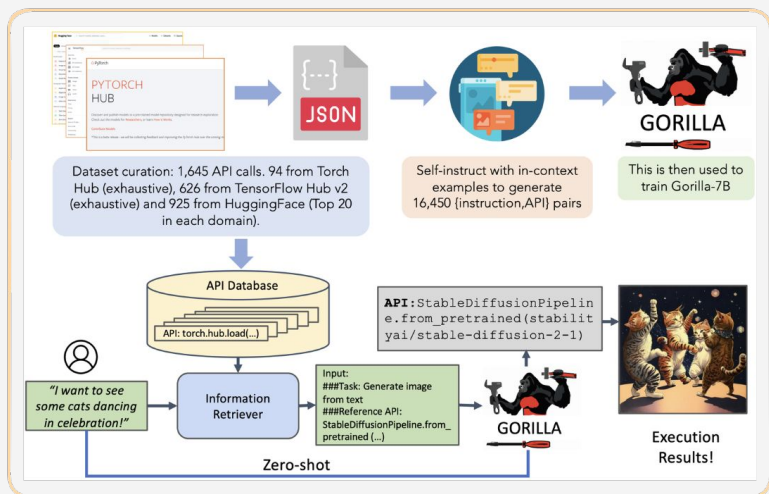 PYTORCH
HUB
{---}
JSON
GORILLA
Dataset curation: 1,645 API calls. 94 from Torch
Hub (exhaustive), 626 from TensorFlow Hub v2
(exhaustive) and 925 from HuggingFace (Top 20
in each domain).
Self-instruct with in-context
examples to generate
16,450 {instruction,API} pairs
This is then used to
train Gorilla-7B
API Database
API: torch.hub.load(...)
API:StableDiffusionPipelin
e.from_pretrained(stabilit
yai/stable-diffusion-2-1)
"I want to see
some cats dancing
in celebration!"
Information
Retriever
Input:
###Task: Generate image
from text
###Reference API:
StableDiffusionPipeline.from_
pretrained (...)
GORILLA
Execution
Results!
Zero-shot